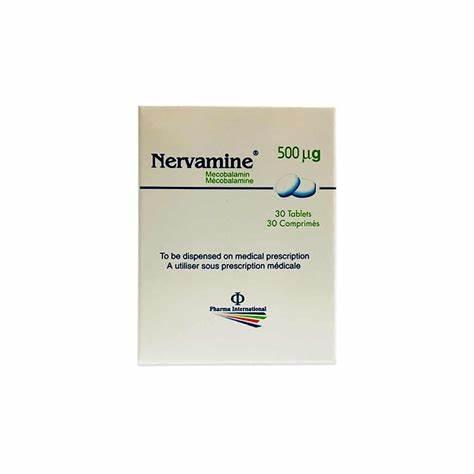 Nervamine® 500 µg
Mecobalamin
Mécobalamine
30 Tablets
30 Comprimés
To be dispensed on medical prescription
A utiliser sous prescription médicale
Pharma International